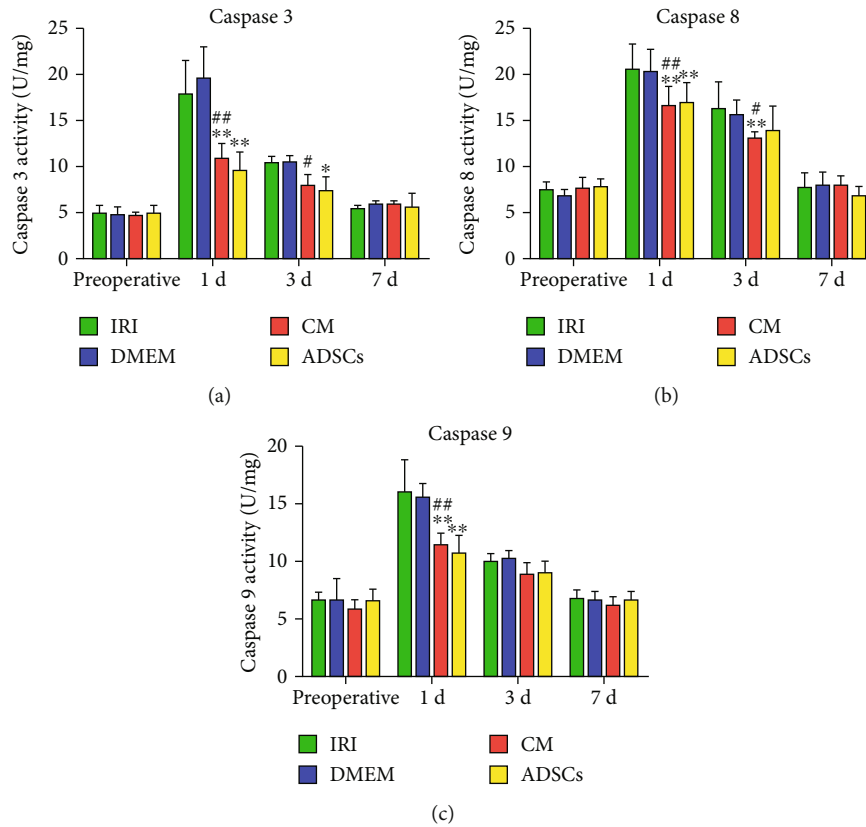 Caspase 3
Caspase 3 activity (U/mg)
25
20
15
10
5
0
##
**
**
#
*
Preoperative 1 d 3 d 7 d
IRI CM
DMEM ADSCs
(a)
Caspase 8
Caspase 8 activity (U/mg)
25
20
15
10
5
0
##
**
**
#
**
Preoperative 1 d 3 d 7 d
IRI CM
DMEM ADSCs
(b)
Caspase 9
Caspase 9 activity (U/mg)
20
15
10
5
0
##
**
**
Preoperative 1 d 3 d 7 d
IRI CM
DMEM ADSCs
(c)